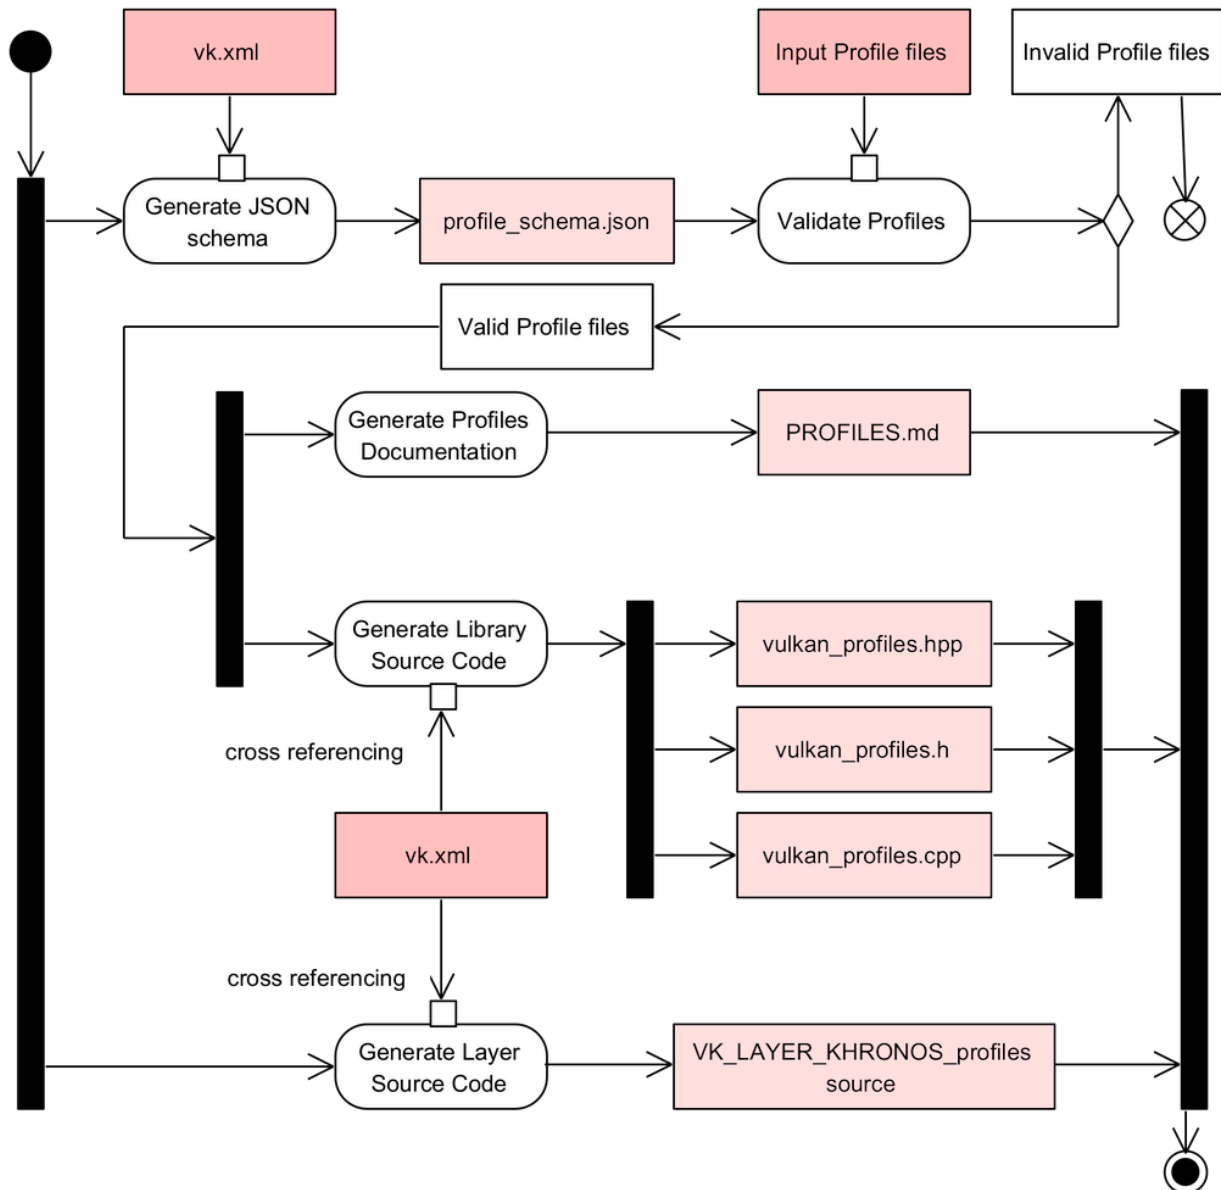 vk.xml
Input Profile files
Invalid Profile files
Generate JSON
schema
profile_schema.json
Validate Profiles
Valid Profile files
Generate Profiles
Documentation
PROFILES.md
Generate Library
Source Code
vulkan_profiles.hpp
cross referencing
vulkan_profiles.h
vk.xml
vulkan_profiles.cpp
cross referencing
Generate Layer
Source Code
VK_LAYER_KHRONOS_profiles
source